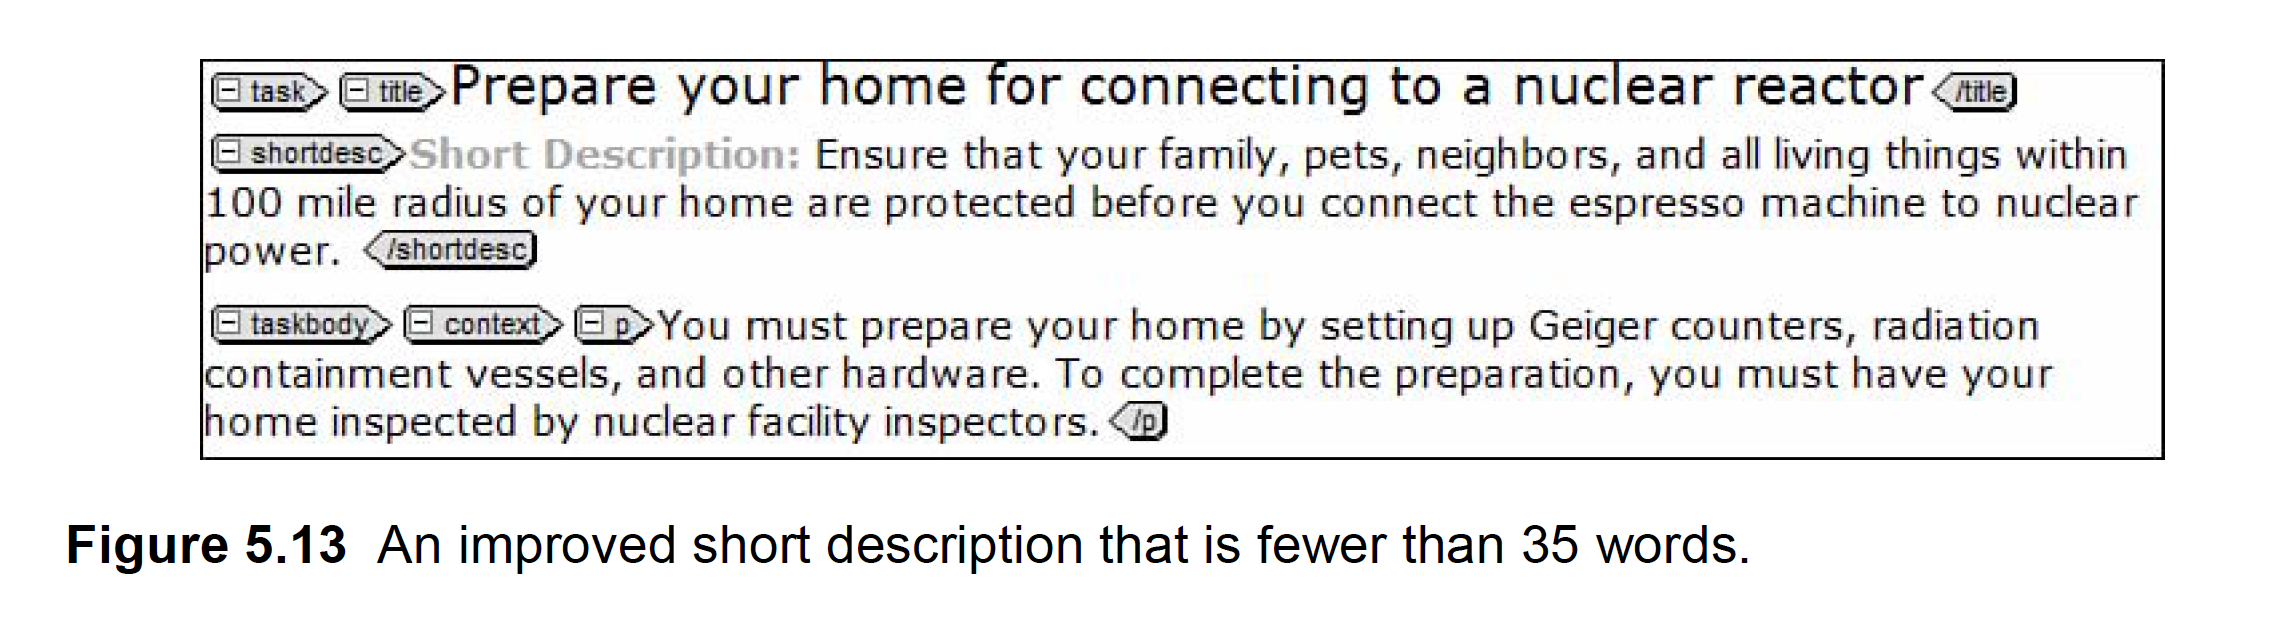 task title Prepare your home for connecting to a nuclear reactor /title
shortdesc Short Description: Ensure that your family, pets, neighbors, and all living things within
100 mile radius of your home are protected before you connect the espresso machine to nuclear
power. /shortdesc
taskbody context p You must prepare your home by setting up Geiger counters, radiation
containment vessels, and other hardware. To complete the preparation, you must have your
home inspected by nuclear facility inspectors. /p
Figure 5.13 An improved short description that is fewer than 35 words.